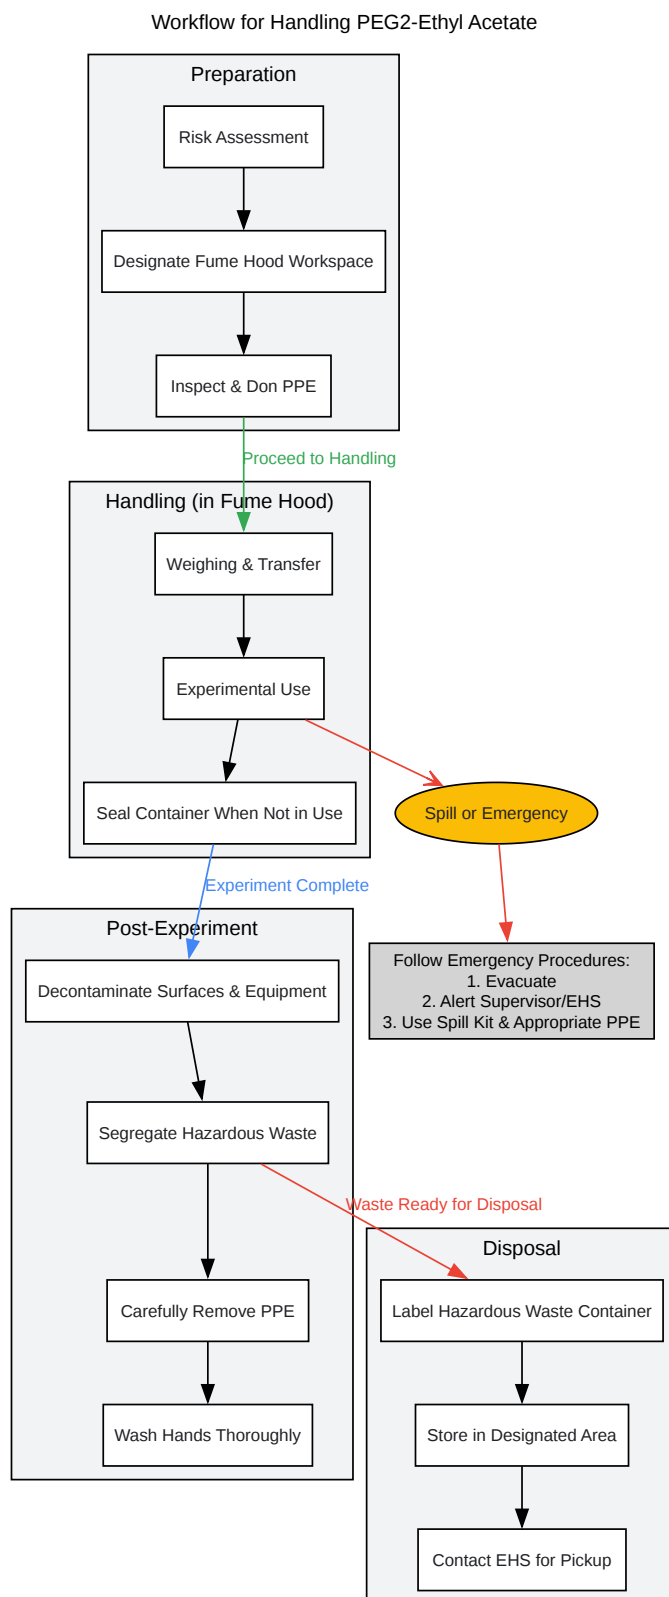 Workflow for Handling PEG2-Ethyl Acetate
Preparation
Risk Assessment
Designate Fume Hood Workspace
Inspect & Don PPE
Proceed to Handling
Handling (in Fume Hood)
Weighing & Transfer
Experimental Use
Seal Container When Not in Use
Spill or Emergency
Experiment Complete
Post-Experiment
Decontaminate Surfaces & Equipment
Follow Emergency Procedures:
1. Evacuate
2. Alert Supervisor/EHS
3. Use Spill Kit & Appropriate PPE
Segregate Hazardous Waste
Waste Ready for Disposal
Carefully Remove PPE
Wash Hands Thoroughly
Disposal
Label Hazardous Waste Container
Store in Designated Area
Contact EHS for Pickup